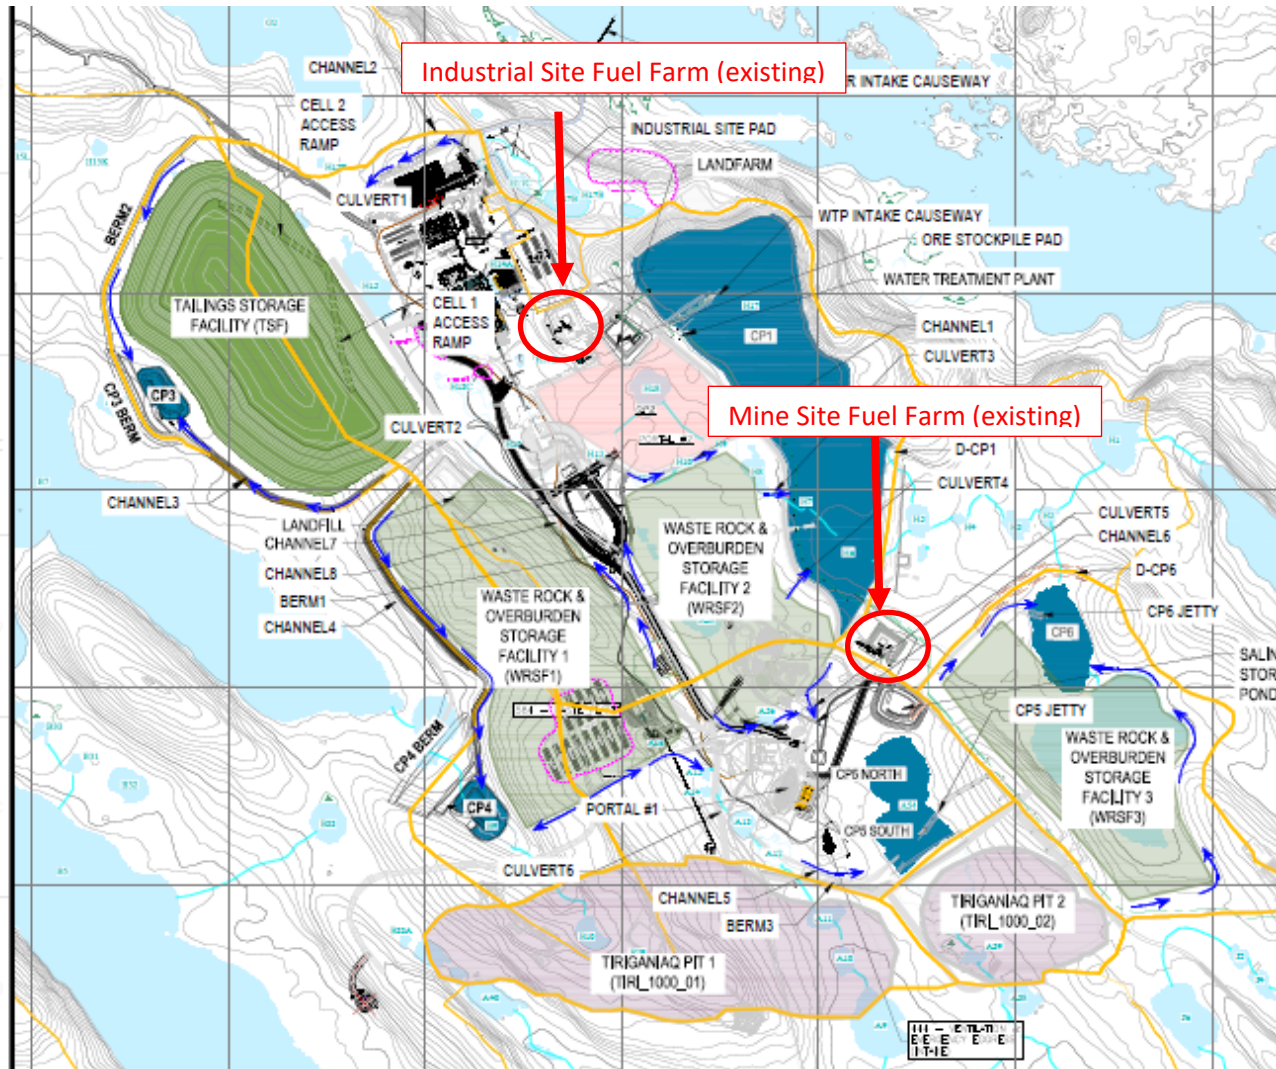 CHANNEL2
Industrial Site Fuel Farm (existing)
R INTAKE CAUSEWAY
CELL 2
ACCESS
RAMP
INDUSTRIAL SITE PAD
LANDFARM
CULVERT1
BERM2
WTP INTAKE CAUSEWAY
ORE STOCKPILE PAD
WATER TREATMENT PLANT
TAILINGS STORAGE
FACILITY (TSF)
CELL 1
ACCESS
RAMP
CP1
CHANNEL1
CULVERT3
CP3
CP3 BERM
Mine Site Fuel Farm (existing)
CULVERT2
D-CP1
CULVERT4
CHANNEL3
LANDFILL
CHANNEL7
CHANNEL8
BERM1
CHANNEL4
WASTE ROCK &
OVERBURDEN
STORAGE
FACILITY 2
(WRSF2)
CULVERT5
CHANNEL6
D-CP6
WASTE ROCK &
OVERBURDEN
STORAGE
FACILITY 1
(WRSF1)
CP6 JETTY
CP6
SALIN
STOR
POND
CP5 JETTY
CP4 BERM
WASTE ROCK &
OVERBURDEN
STORAGE
FACILITY 3
(WRSF3)
CP5 NORTH
CP4
PORTAL #1
CP5 SOUTH
CULVERT6
CHANNEL5
BERM3
TIRIGANIAQ PIT 2
(TIRI_1000_02)
TIRIGANIAQ PIT 1
(TIRI_1000_01)